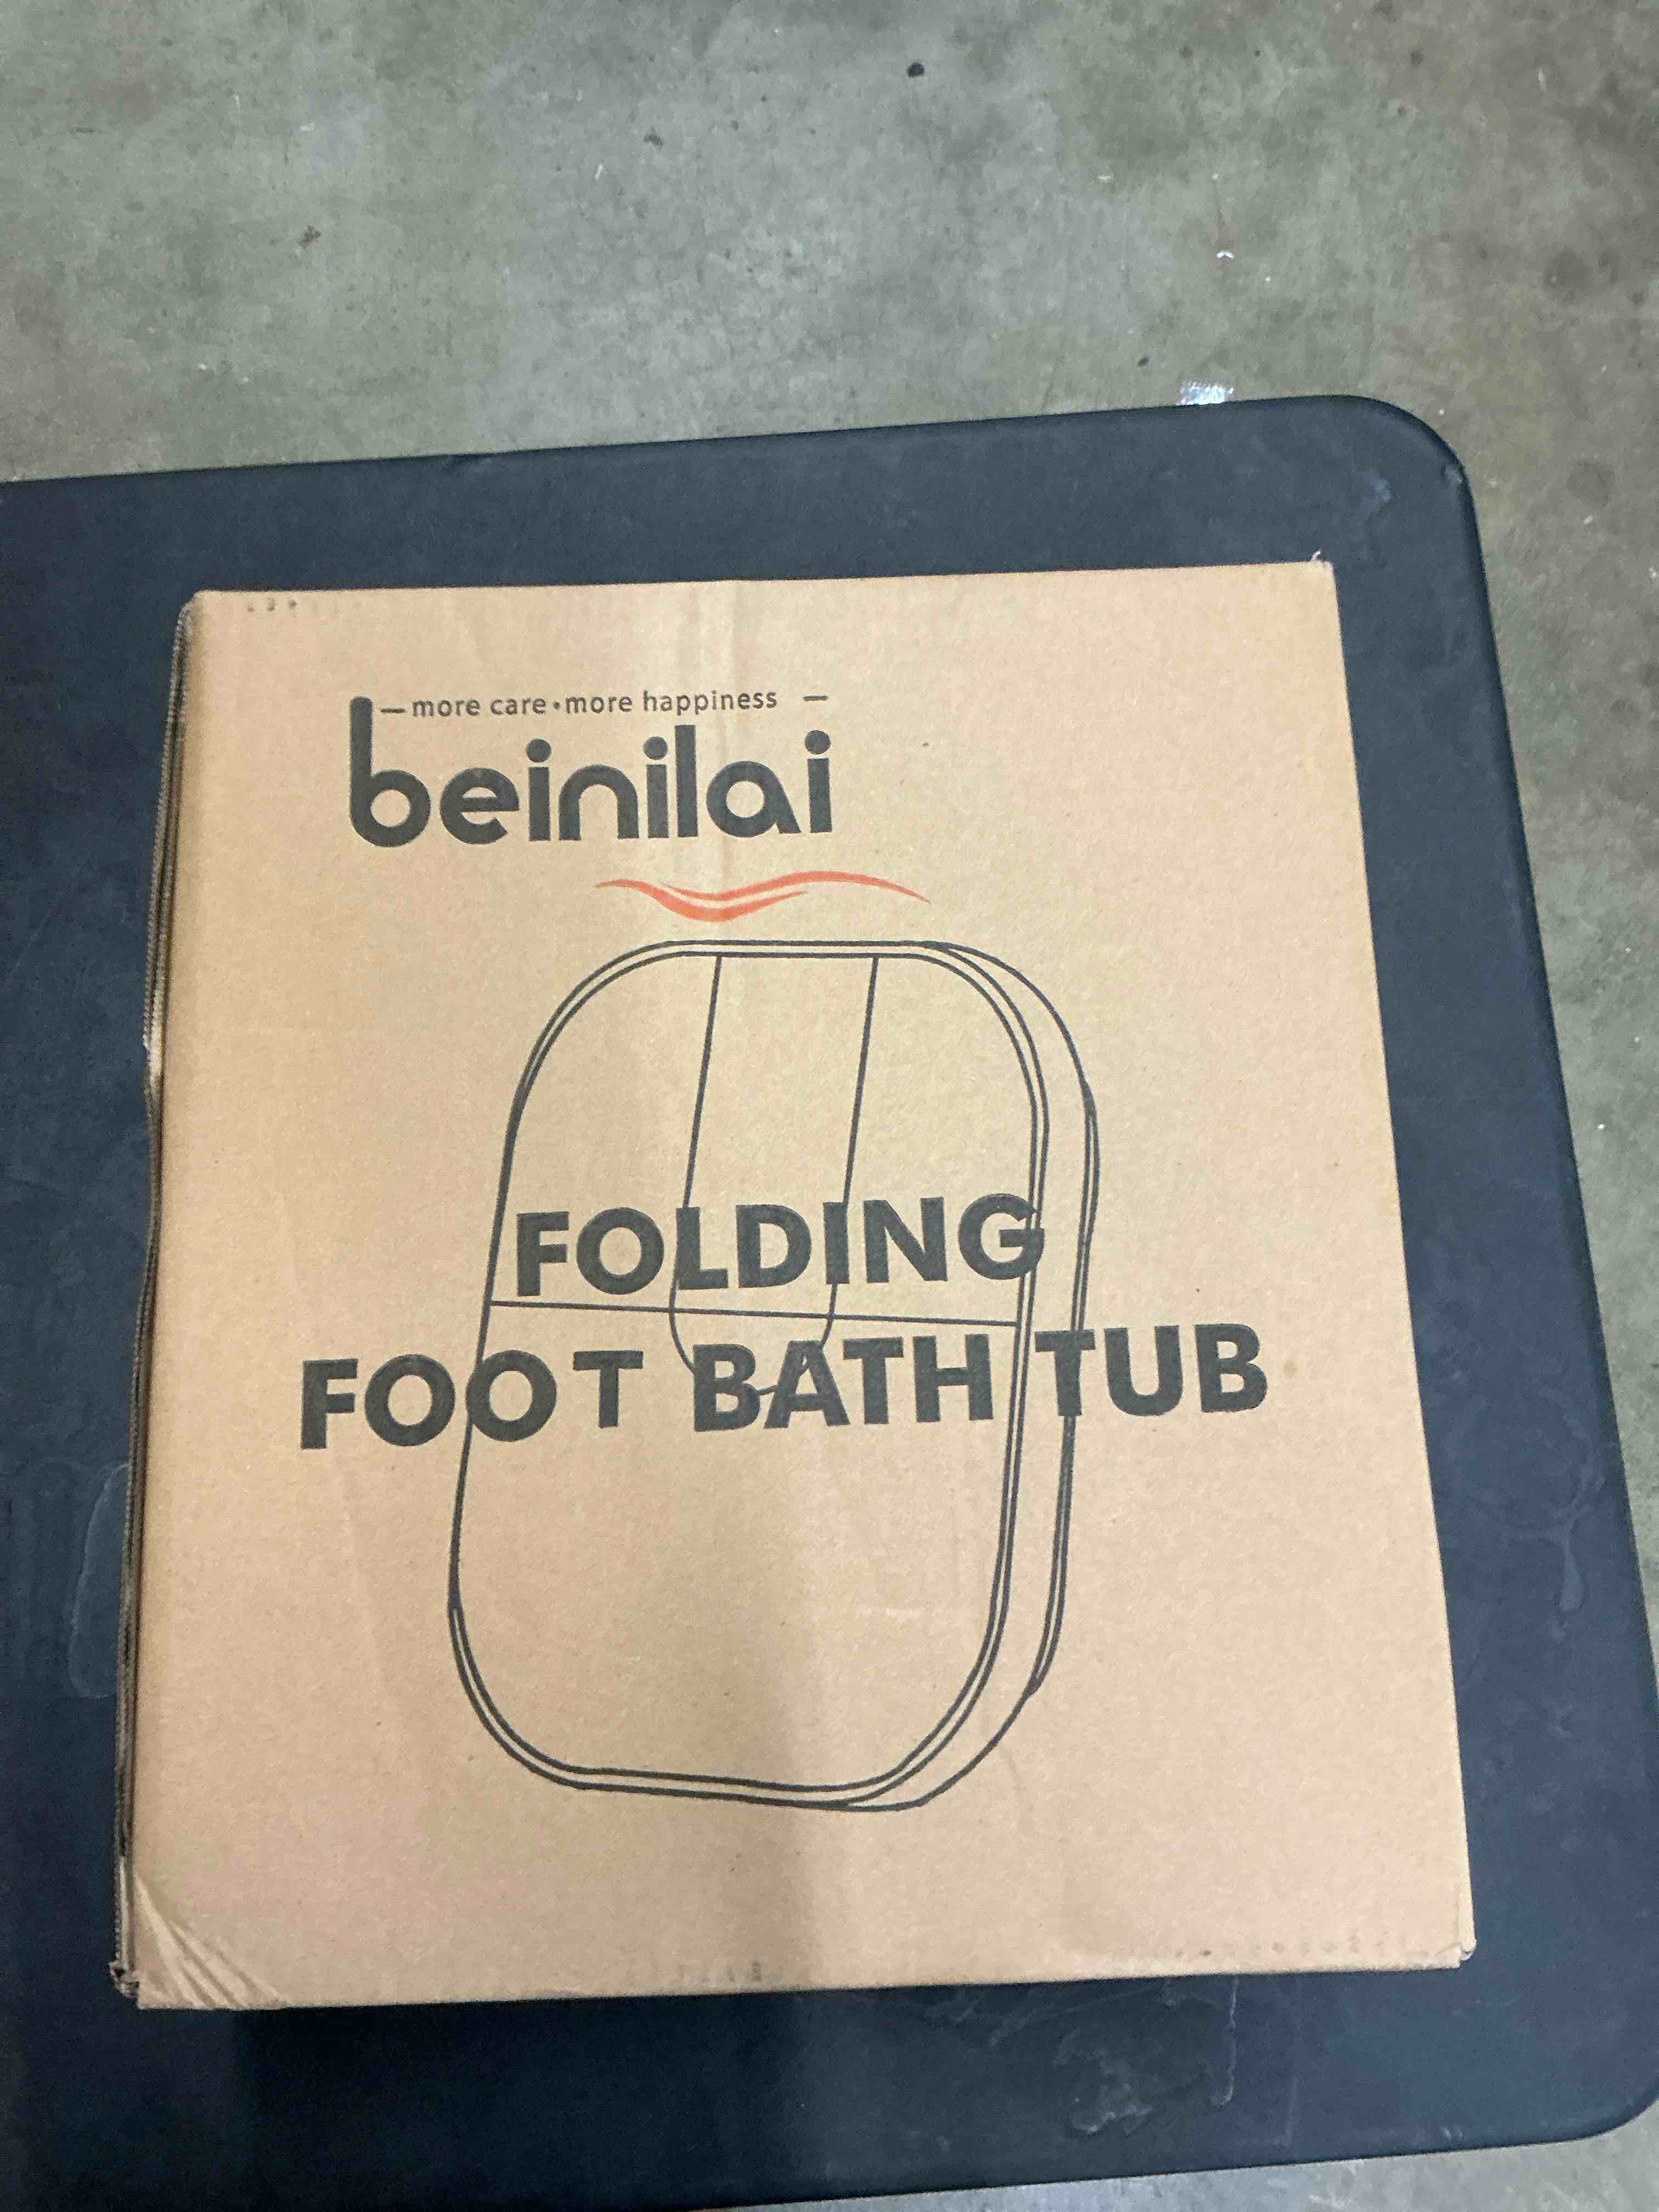 — more care•more happiness —
beinilai
FOLDING
FOOT BATH TUB